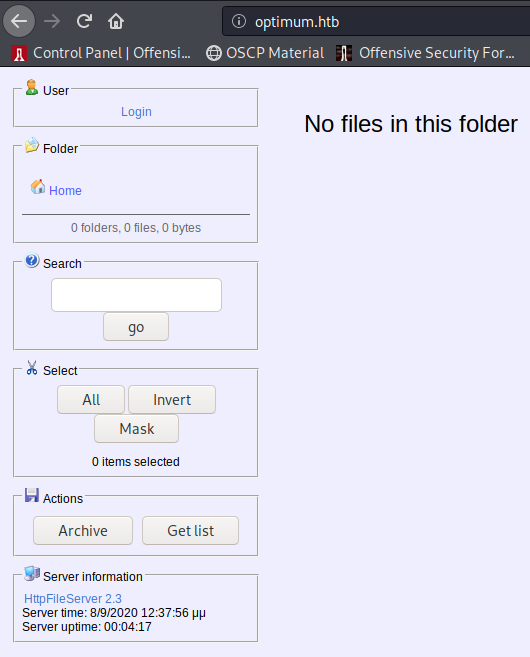 optimum.htb
Control Panel | Offensi...
OSCP Material
Offensive Security For...
User
Login
Folder
Home
0 folders, 0 files, 0 bytes
Search
go
Select
All
Invert
Mask
0 items selected
Actions
Archive
Get list
Server information
HttpFileServer 2.3
Server time: 8/9/2020 12:37:56 μμ
Server uptime: 00:04:17
No files in this folder